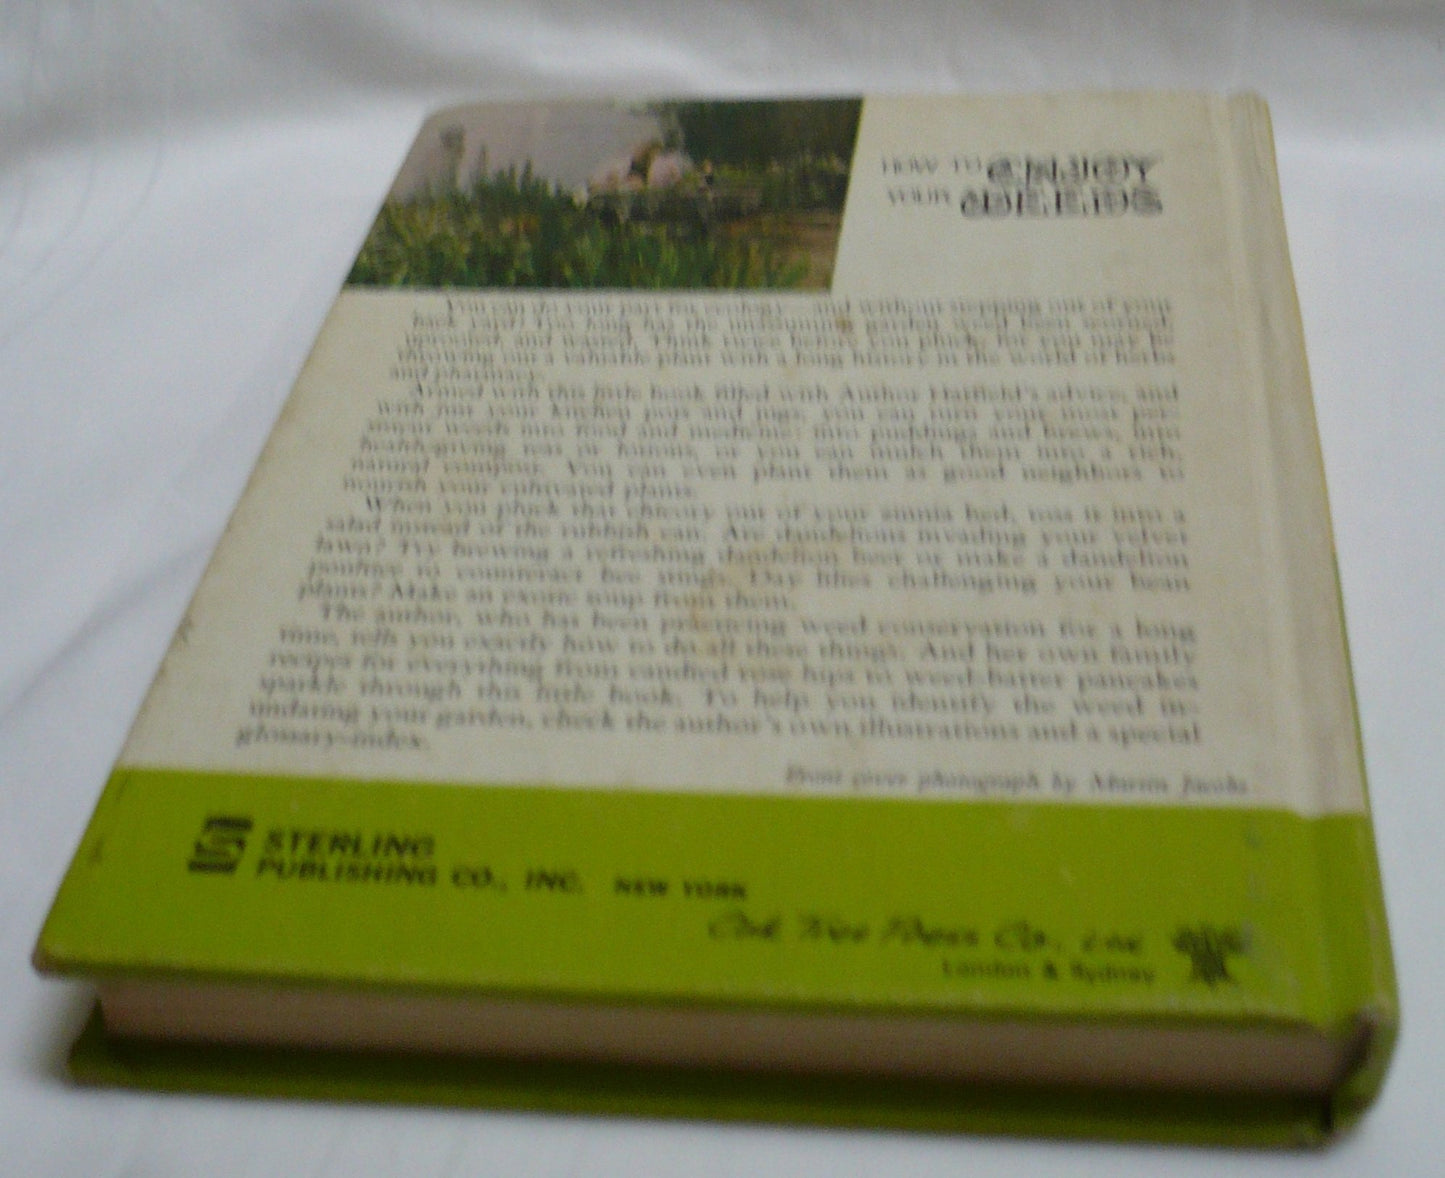 HOW TO ENJOY
YOUR WEEDS
You can do your part for ecology—and without stepping out of your
back yard! Too long has the unassuming garden weed been scorned,
uprooted, and wasted. Think twice before you pluck, for you may be
throwing out a valuable plant with a long history in the world of herbs
and pharmacy.
Armed with this little book filled with Author Hatfield's advice, and
with just your kitchen pots and jugs, you can turn your most per-
weeds into food and medicine; into puddings and brews, into
health-giving teas or lotions, or you can mulch them into a rich,
natural compost. You can even plant them as good neighbors to
nourish your cultivated plants.
When you pluck that chicory out of your zinnia bed, toss it into a
salad instead of the rubbish can. Are dandelions invading your velvet
lawn? Try brewing a refreshing dandelion beer or make a dandelion
poultice to counteract bee stings. Day lilies challenging your bean
plants? Make an exotic soup from them.
The author, who has been practicing weed conservation for a long
time, tells you exactly how to do all these things. And her own family
recipes for everything from candied rose hips to weed-batter pancakes
sparkle through this little book. To help you identify the weed in-
undating your garden, check the author's own illustrations and a special
glossary-index.
Front cover photograph by Martin Jacobs
STERLING
PUBLISHING CO., INC. NEW YORK
Oak Tree Press Co., Ltd.
London & Sydney